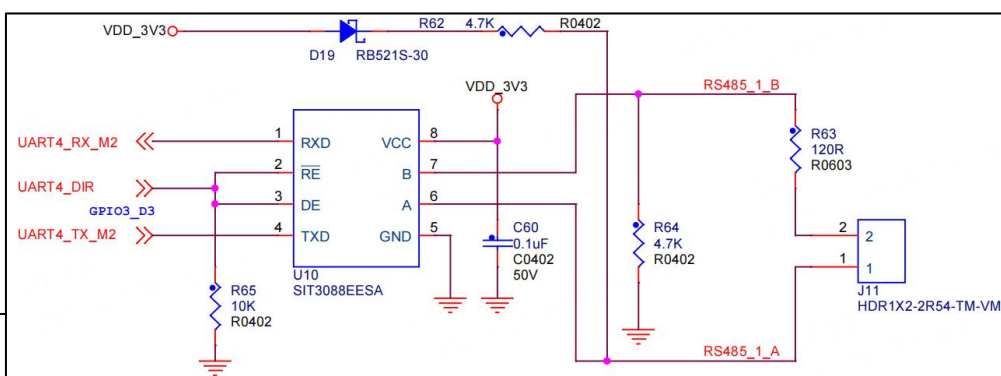 R62 4.7K R0402
VDD_3V3
D19 RB521S-30
VDD_3V3
RS485_1_B
UART4_RX_M2
1 RXD VCC 8
R63
120R
R0603
UART4_DIR
2 RE B 7
GPIO3_D3
3 DE A 6
UART4_TX_M2
4 TXD GND 5
C60
0.1uF
C0402
50V
R64
4.7K
R0402
2 2
1 1
J11
HDR1X2-2R54-TM-VM
U10
SIT3088EESA
R65
10K
R0402
RS485_1_A